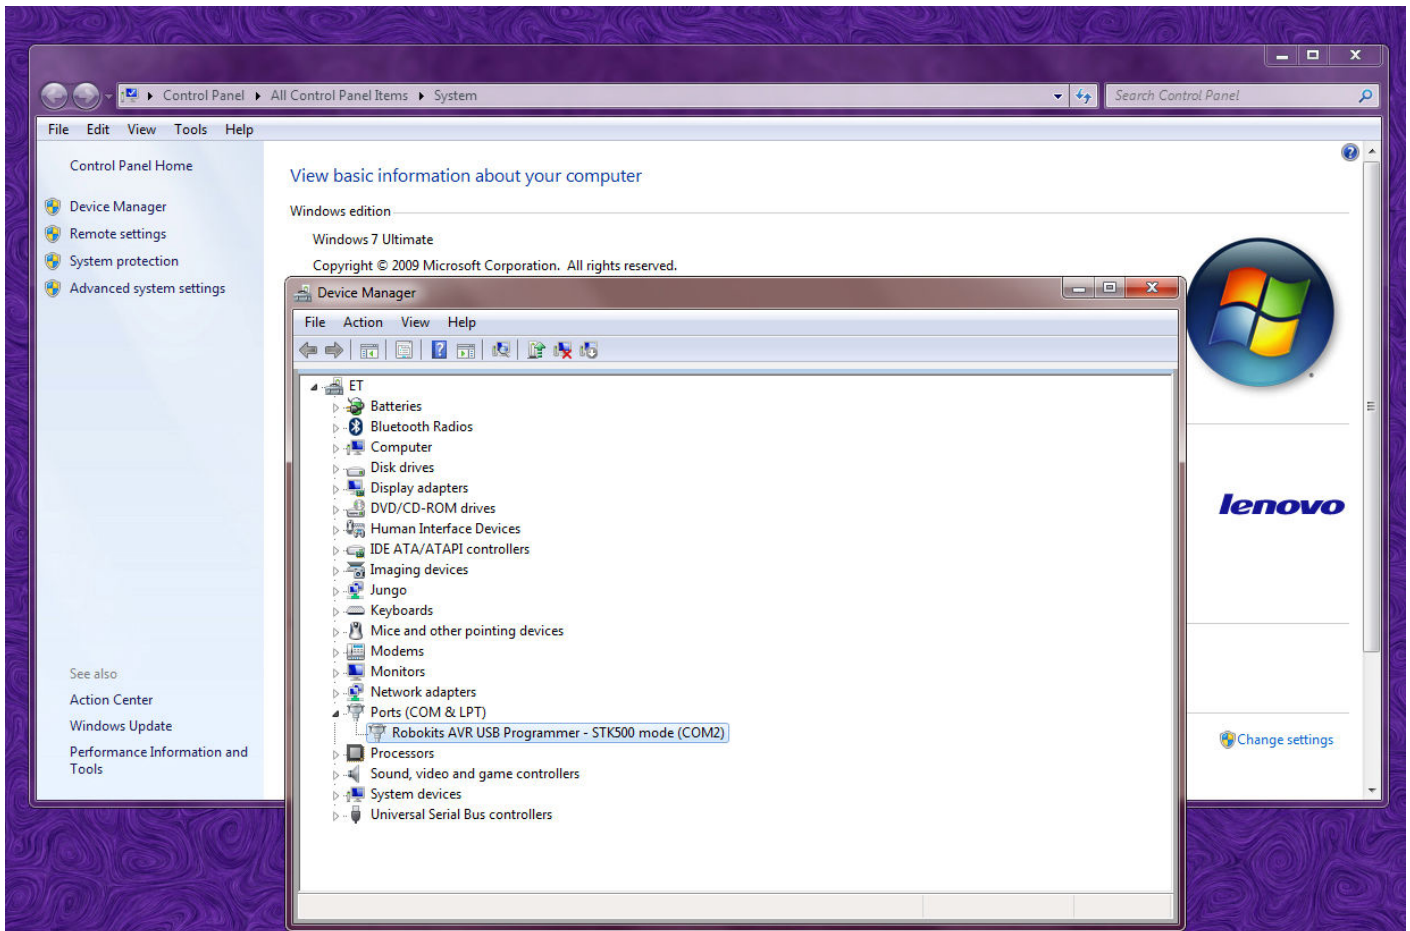 Control Panel ▸ All Control Panel Items ▸ System
Search Control Panel
File Edit View Tools Help
Control Panel Home
Device Manager
Remote settings
System protection
Advanced system settings
See also
Action Center
Windows Update
Performance Information and
Tools
View basic information about your computer
Windows edition
Windows 7 Ultimate
Copyright © 2009 Microsoft Corporation. All rights reserved.
lenovo
Change settings
Device Manager
File Action View Help
ET
Batteries
Bluetooth Radios
Computer
Disk drives
Display adapters
DVD/CD-ROM drives
Human Interface Devices
IDE ATA/ATAPI controllers
Imaging devices
Jungo
Keyboards
Mice and other pointing devices
Modems
Monitors
Network adapters
Ports (COM & LPT)
Robokits AVR USB Programmer - STK500 mode (COM2)
Processors
Sound, video and game controllers
System devices
Universal Serial Bus controllers